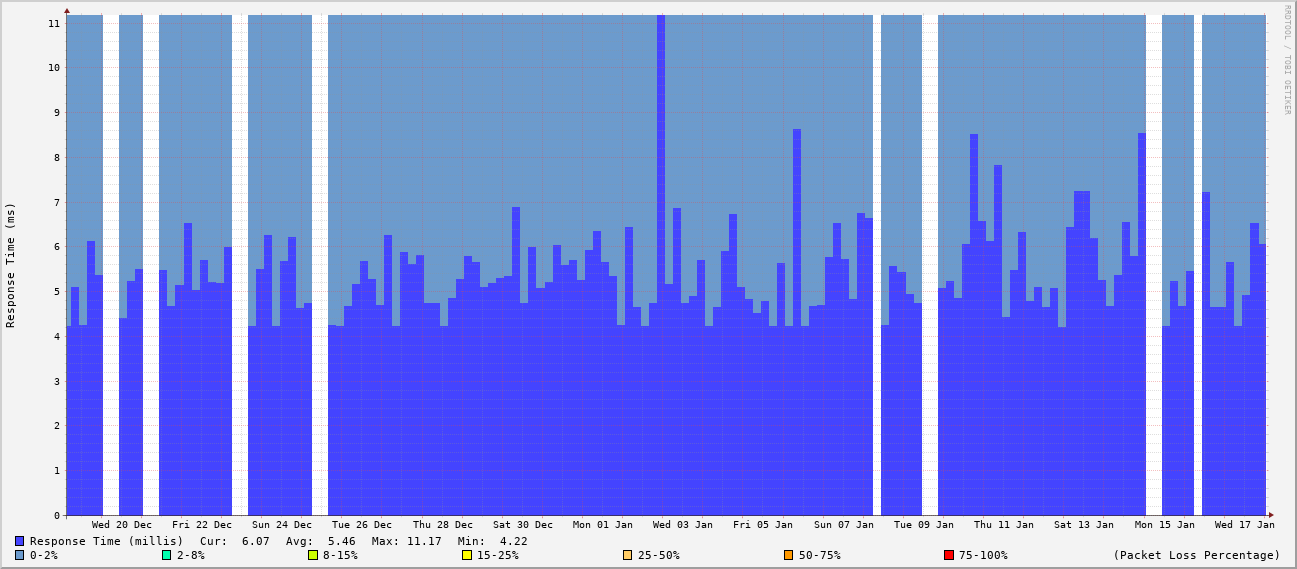 RRDTOOL / TOBI OETIKER
Response Time (ms)
11
10
9
8
7
6
5
4
3
2
1
0
Wed 20 Dec Fri 22 Dec Sun 24 Dec Tue 26 Dec Thu 28 Dec Sat 30 Dec Mon 01 Jan Wed 03 Jan Fri 05 Jan Sun 07 Jan Tue 09 Jan Thu 11 Jan Sat 13 Jan Mon 15 Jan Wed 17 Jan
Response Time (millis) Cur: 6.07 Avg: 5.46 Max: 11.17 Min: 4.22
0-2% 2-8% 8-15% 15-25% 25-50% 50-75% 75-100% (Packet Loss Percentage)